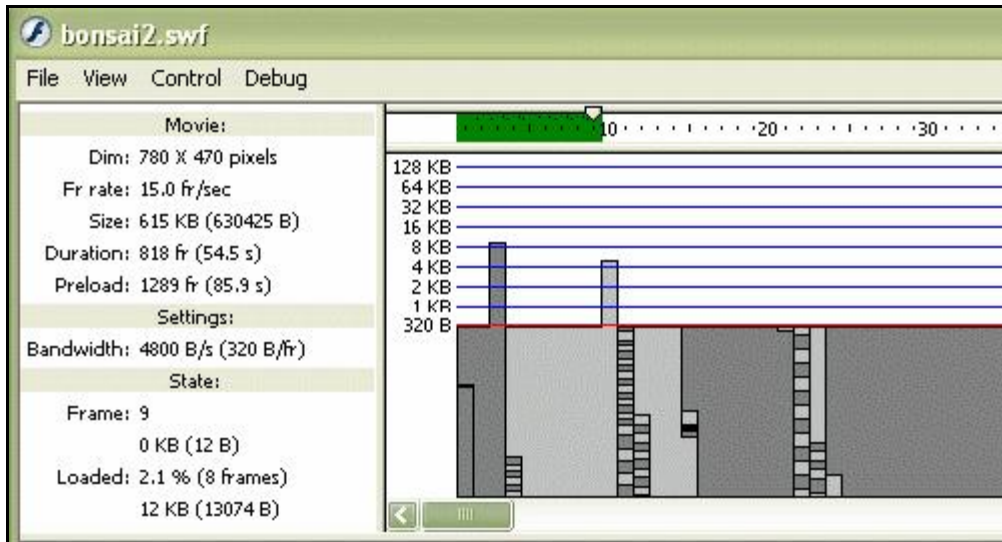 bonsai2.swf
File View Control Debug
Movie:
Dim: 780 X 470 pixels
Fr rate: 15.0 fr/sec
Size: 615 KB (630425 B)
Duration: 818 fr (54.5 s)
Preload: 1289 fr (85.9 s)
Settings:
Bandwidth: 4800 B/s (320 B/fr)
State:
Frame: 9
0 KB (12 B)
Loaded: 2.1 % (8 frames)
12 KB (13074 B)
10 20 30
128 KB
64 KB
32 KB
16 KB
8 KB
4 KB
2 KB
1 KB
320 B